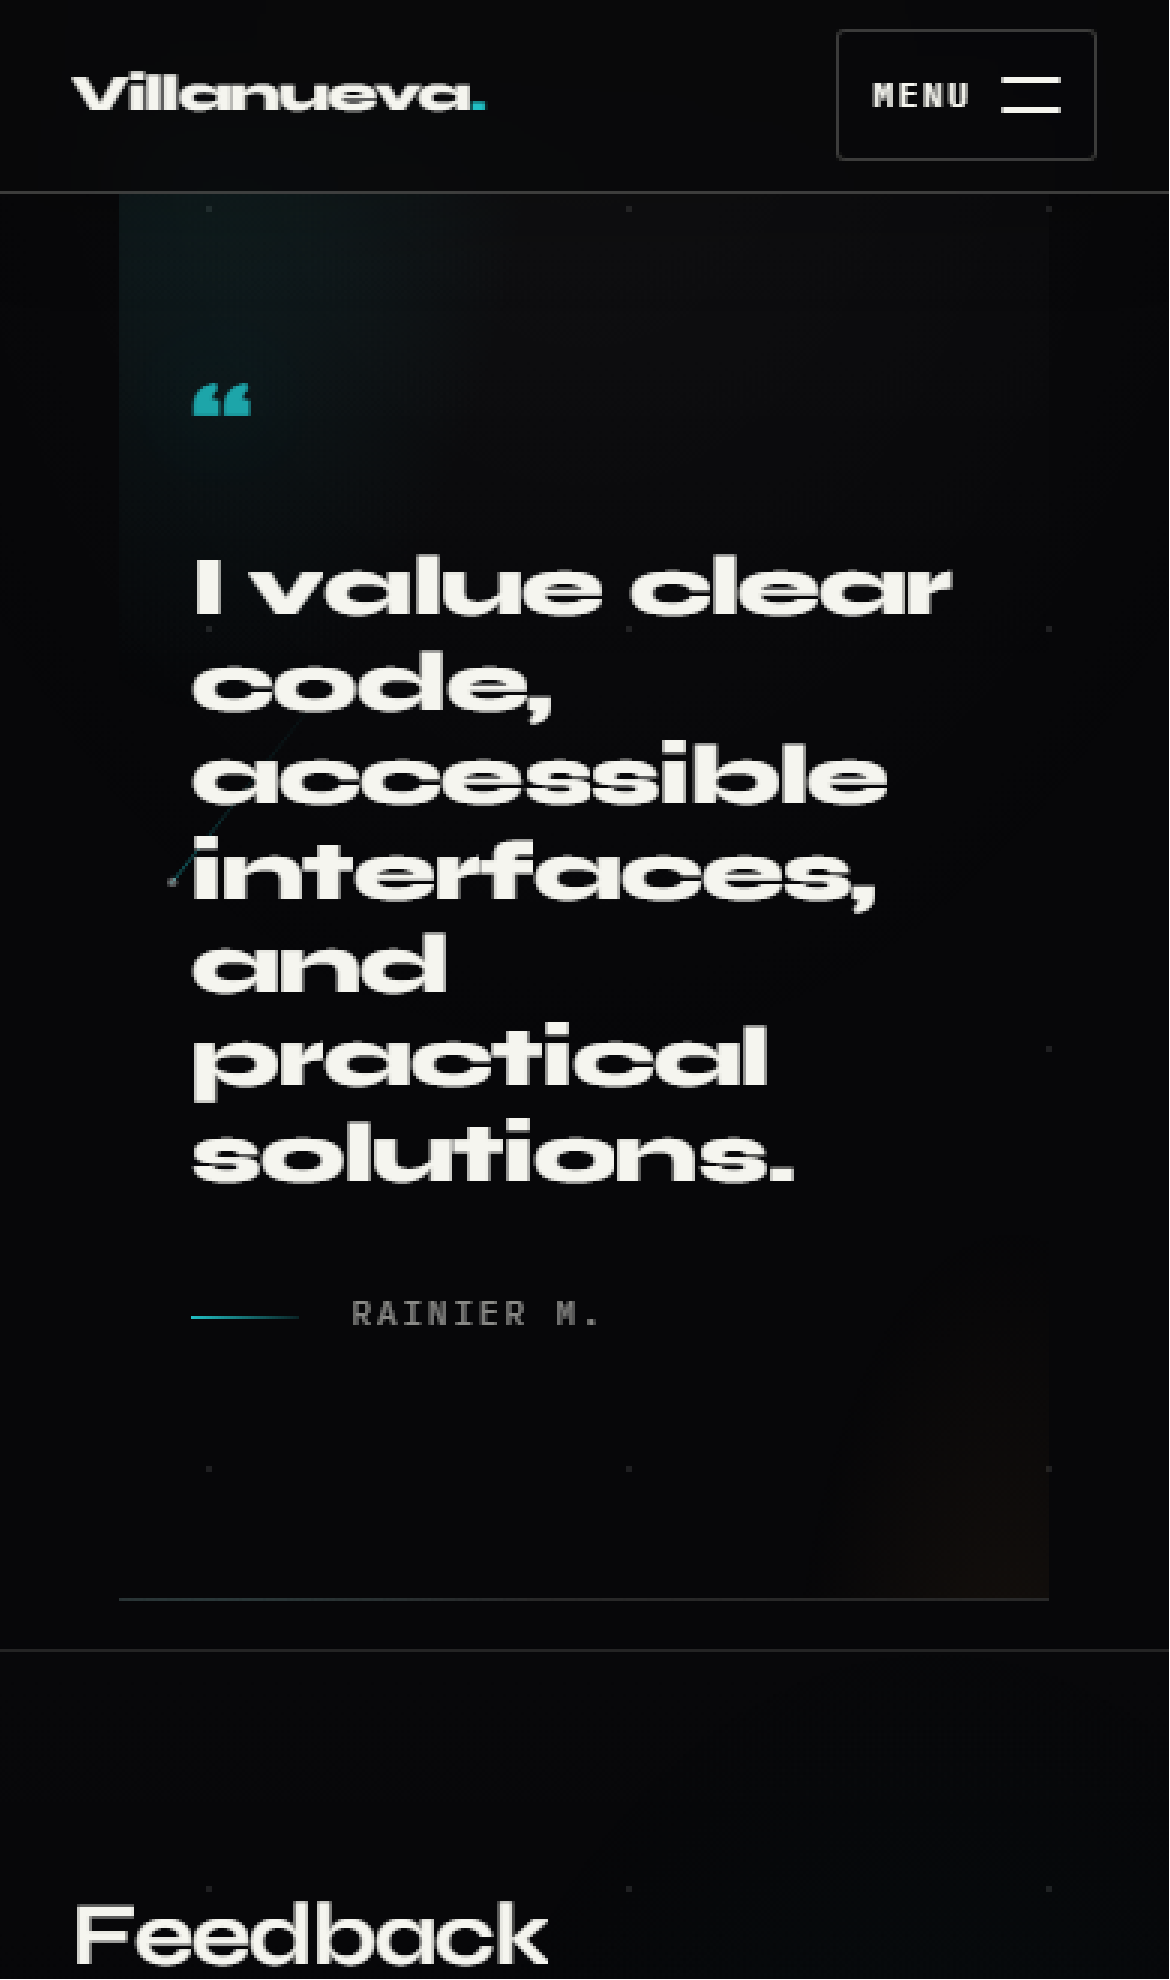 Villanueva.
MENU
“
I value clear
code,
accessible
interfaces,
and
practical
solutions.
RAINIER M.
Feedback